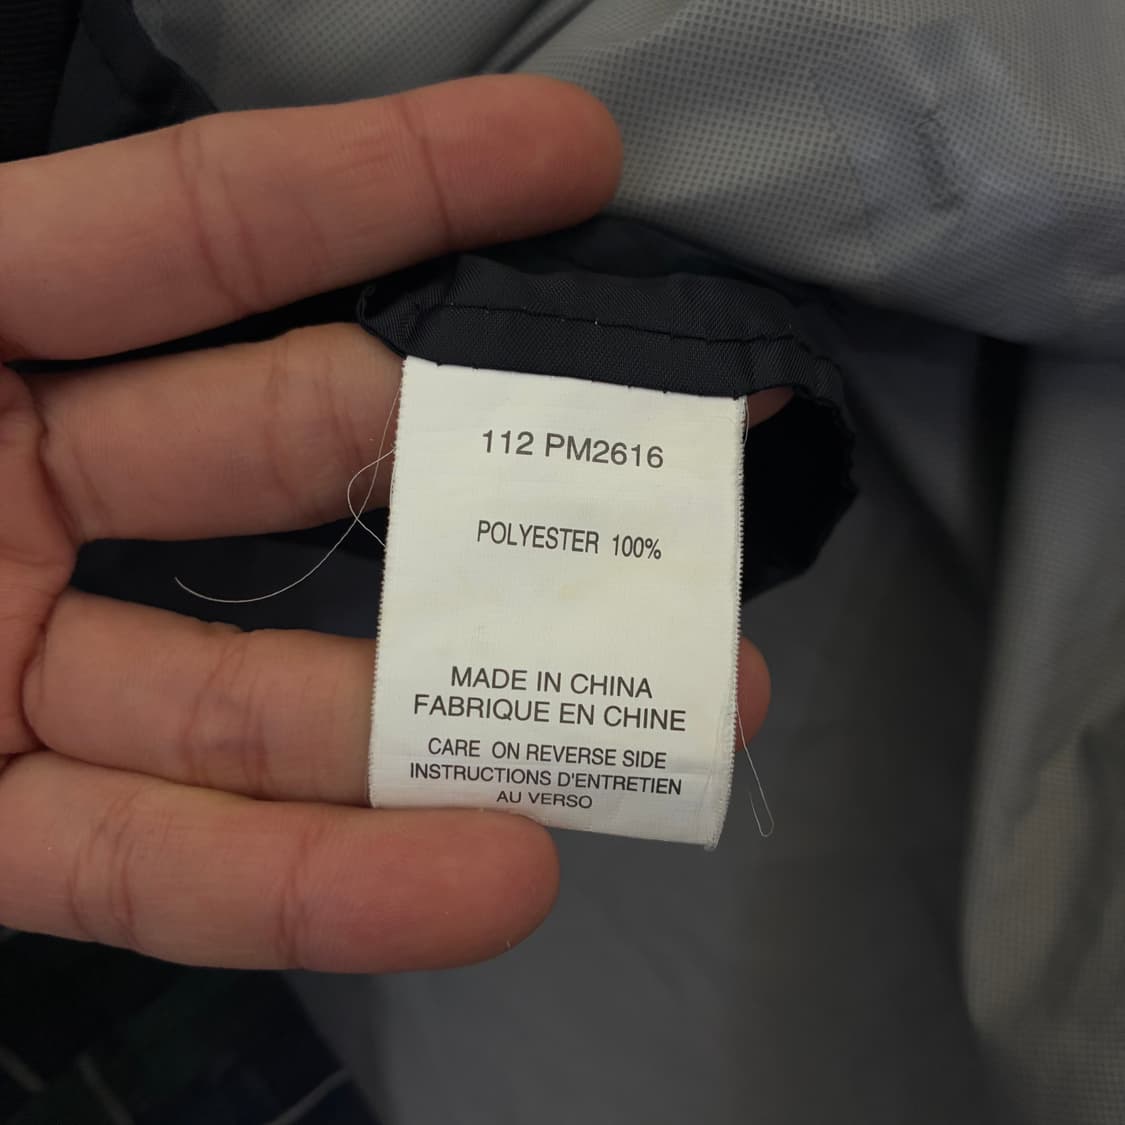 112 PM2616
POLYESTER 100%
MADE IN CHINA
FABRIQUE EN CHINE
CARE ON REVERSE SIDE
INSTRUCTIONS D'ENTRETIEN
AU VERSO